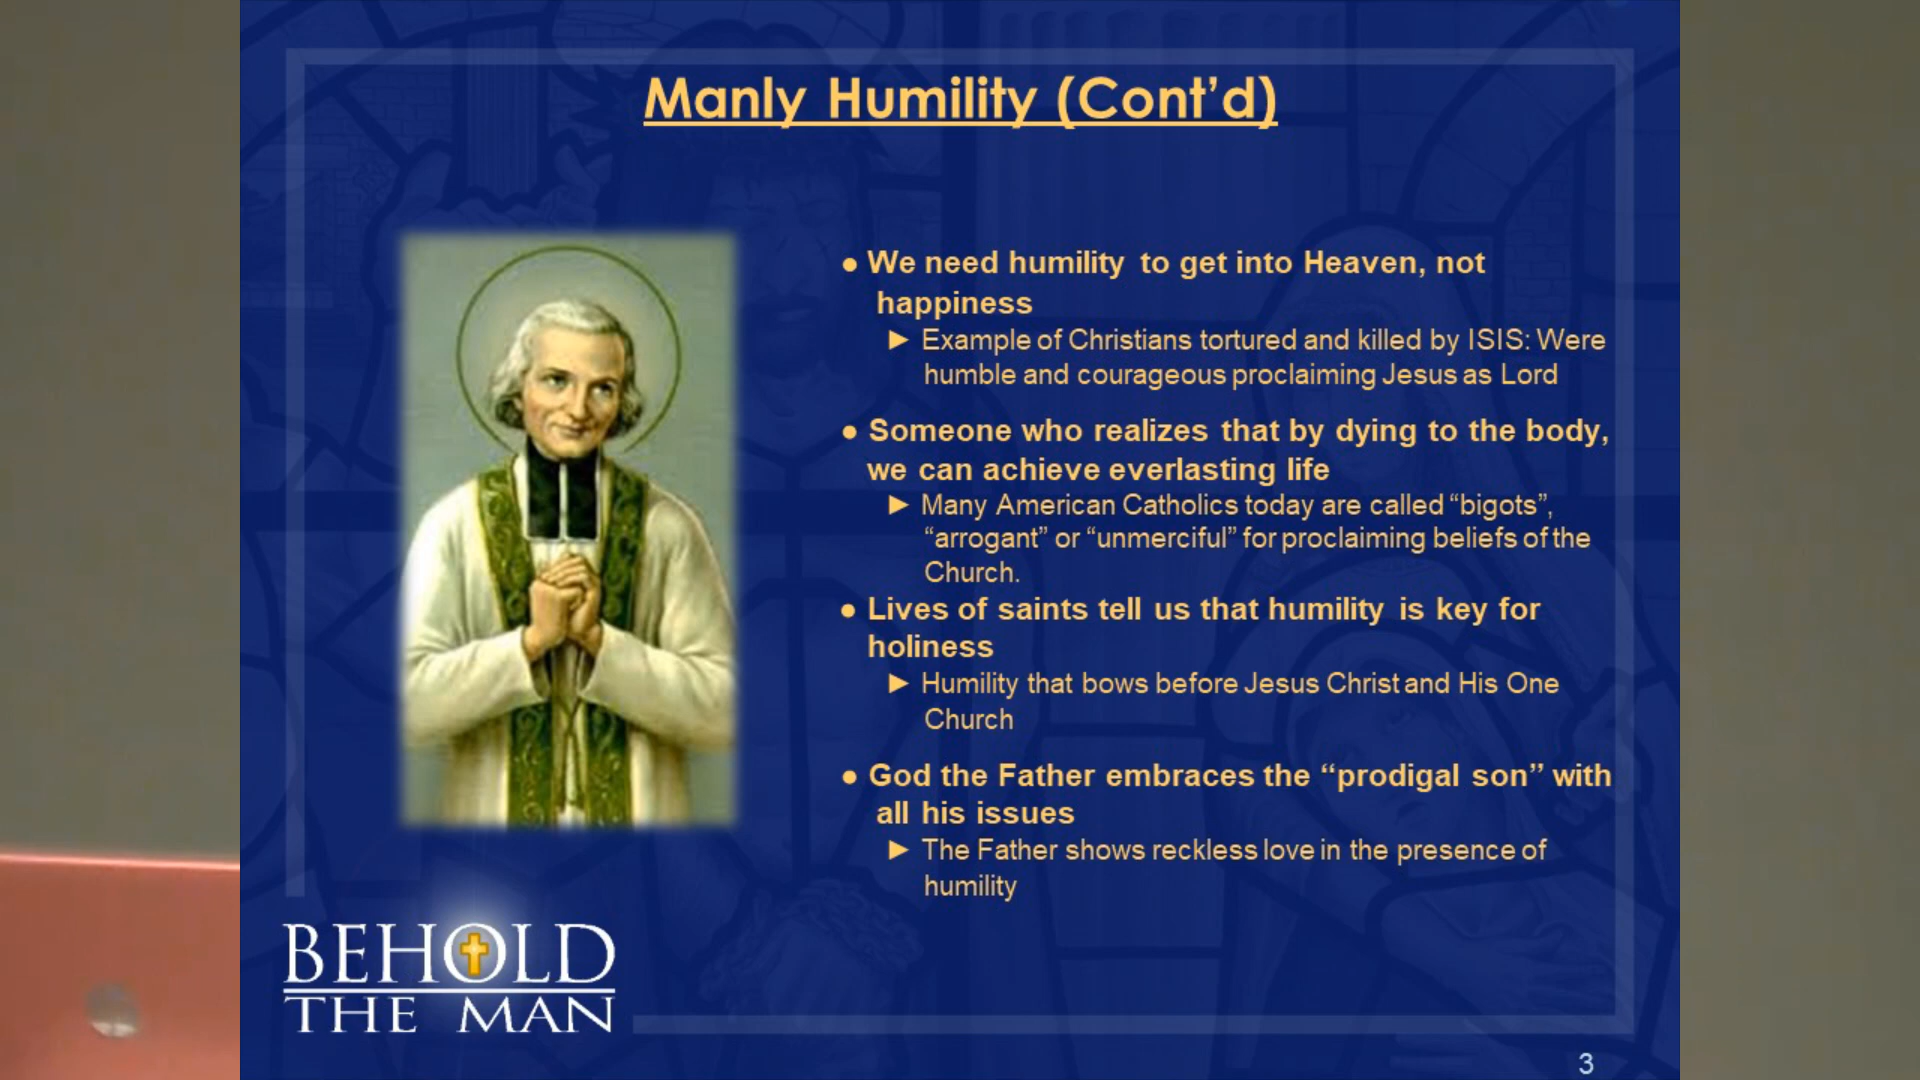 Manly Humility (Cont’d)
● We need humility to get into Heaven, not
happiness
► Example of Christians tortured and killed by ISIS: Were
humble and courageous proclaiming Jesus as Lord
● Someone who realizes that by dying to the body,
we can achieve everlasting life
► Many American Catholics today are called “bigots”,
“arrogant” or “unmerciful” for proclaiming beliefs of the
Church.
● Lives of saints tell us that humility is key for
holiness
► Humility that bows before Jesus Christ and His One
Church
● God the Father embraces the “prodigal son” with
all his issues
► The Father shows reckless love in the presence of
humility
BEHOLD
THE MAN
3